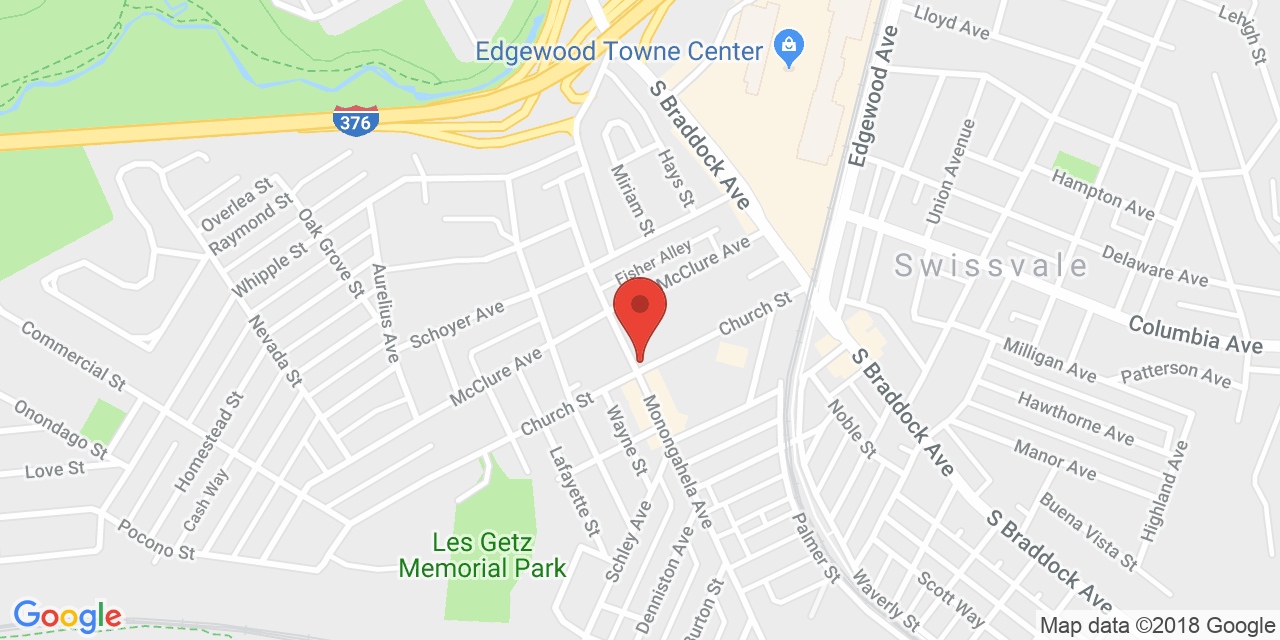 Lloyd Ave
Lehigh St
Edgewood Towne Center
Edgewood Ave
S Braddock Ave
376
Union Avenue
Hays St
Miriam St
Hampton Ave
Overlea St
Raymond St
Oak Grove St
Whipple St
Fisher Alley
McClure Ave
Swissvale
Delaware Ave
Aurelius Ave
Schoyer Ave
Church St
Columbia Ave
Commercial St
Nevada St
McClure Ave
Milligan Ave
Patterson Ave
S Braddock Ave
Onondago St
Homestead St
Church St
Wayne St
Monongahela Ave
Noble St
Hawthorne Ave
Manor Ave
Highland Ave
Love St
Cash Way
Lafayette St
Buena Vista St
Pocono St
Les Getz
Memorial Park
Schley Ave
Denniston Ave
Burton St
Palmer St
Waverly St
Scott Way
S Braddock Ave
Google
Map data ©2018 Google